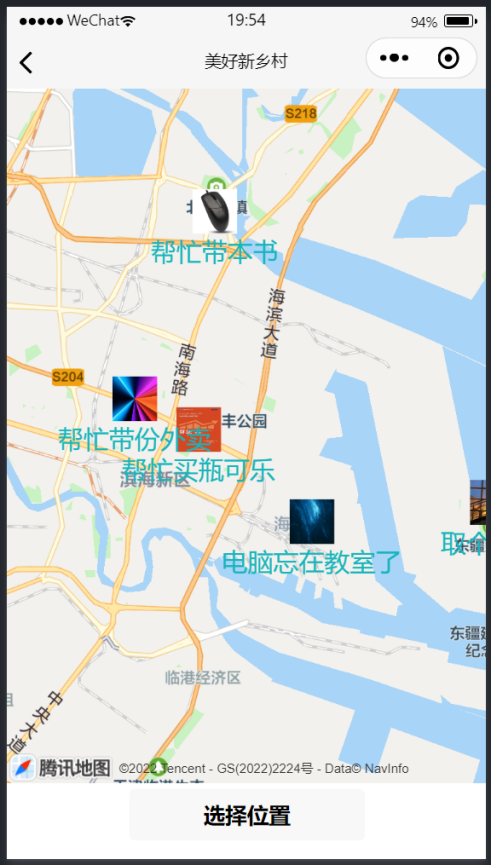 ●●●●● WeChat 19:54 94%
美好新乡村
S218
北 镇
帮忙带本书
海滨大道
南海路
S204
丰公园
帮忙带份外卖
帮忙买瓶可乐
滨海新区
海
电脑忘在教室了
东疆
东疆
纪念
临港经济区
中央大道
腾讯地图 ©2022 Tencent - GS(2022)2224号 - Data© NavInfo
选择位置